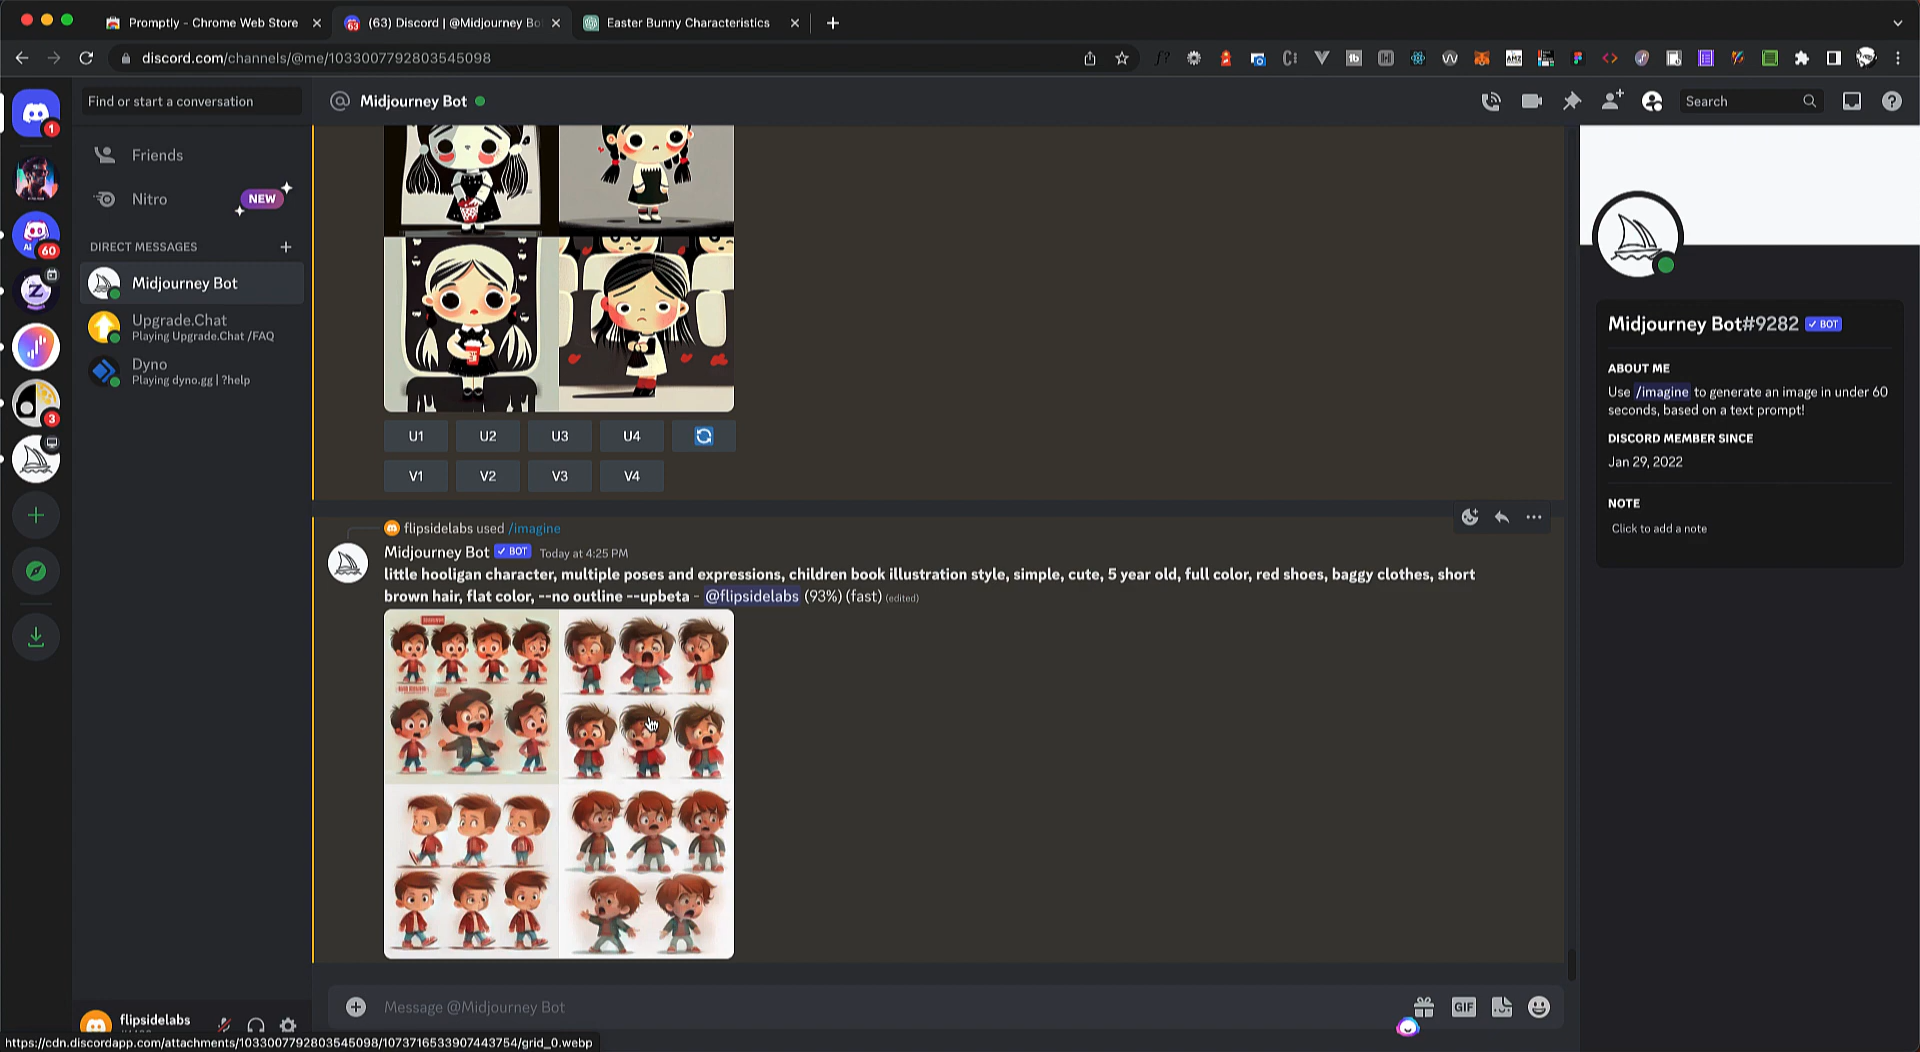 Promptly - Chrome Web Store
(63) Discord | @Midjourney Bo
Easter Bunny Characteristics
discord.com/channels/@me/1033007792803545098
Find or start a conversation
Midjourney Bot
Search
1
Friends
Nitro
NEW
60
DIRECT MESSAGES
Midjourney Bot
Upgrade.Chat
Playing Upgrade.Chat /FAQ
Dyno
Playing dyno.gg | ?help
3
U1
U2
U3
U4
V1
V2
V3
V4
flipsidelabs used /imagine
Midjourney Bot BOT Today at 4:25 PM
little hooligan character, multiple poses and expressions, children book illustration style, simple, cute, 5 year old, full color, red shoes, baggy clothes, short
brown hair, flat color, --no outline --upbeta - @flipsidelabs (93%) (fast) (edited)
Message @Midjourney Bot
GIF
flipsidelabs
https://cdn.discordapp.com/attachments/1033007792803545098/1073716533907443754/grid_0.webp
Midjourney Bot#9282 BOT
ABOUT ME
Use /imagine to generate an image in under 60
seconds, based on a text prompt!
DISCORD MEMBER SINCE
Jan 29, 2022
NOTE
Click to add a note